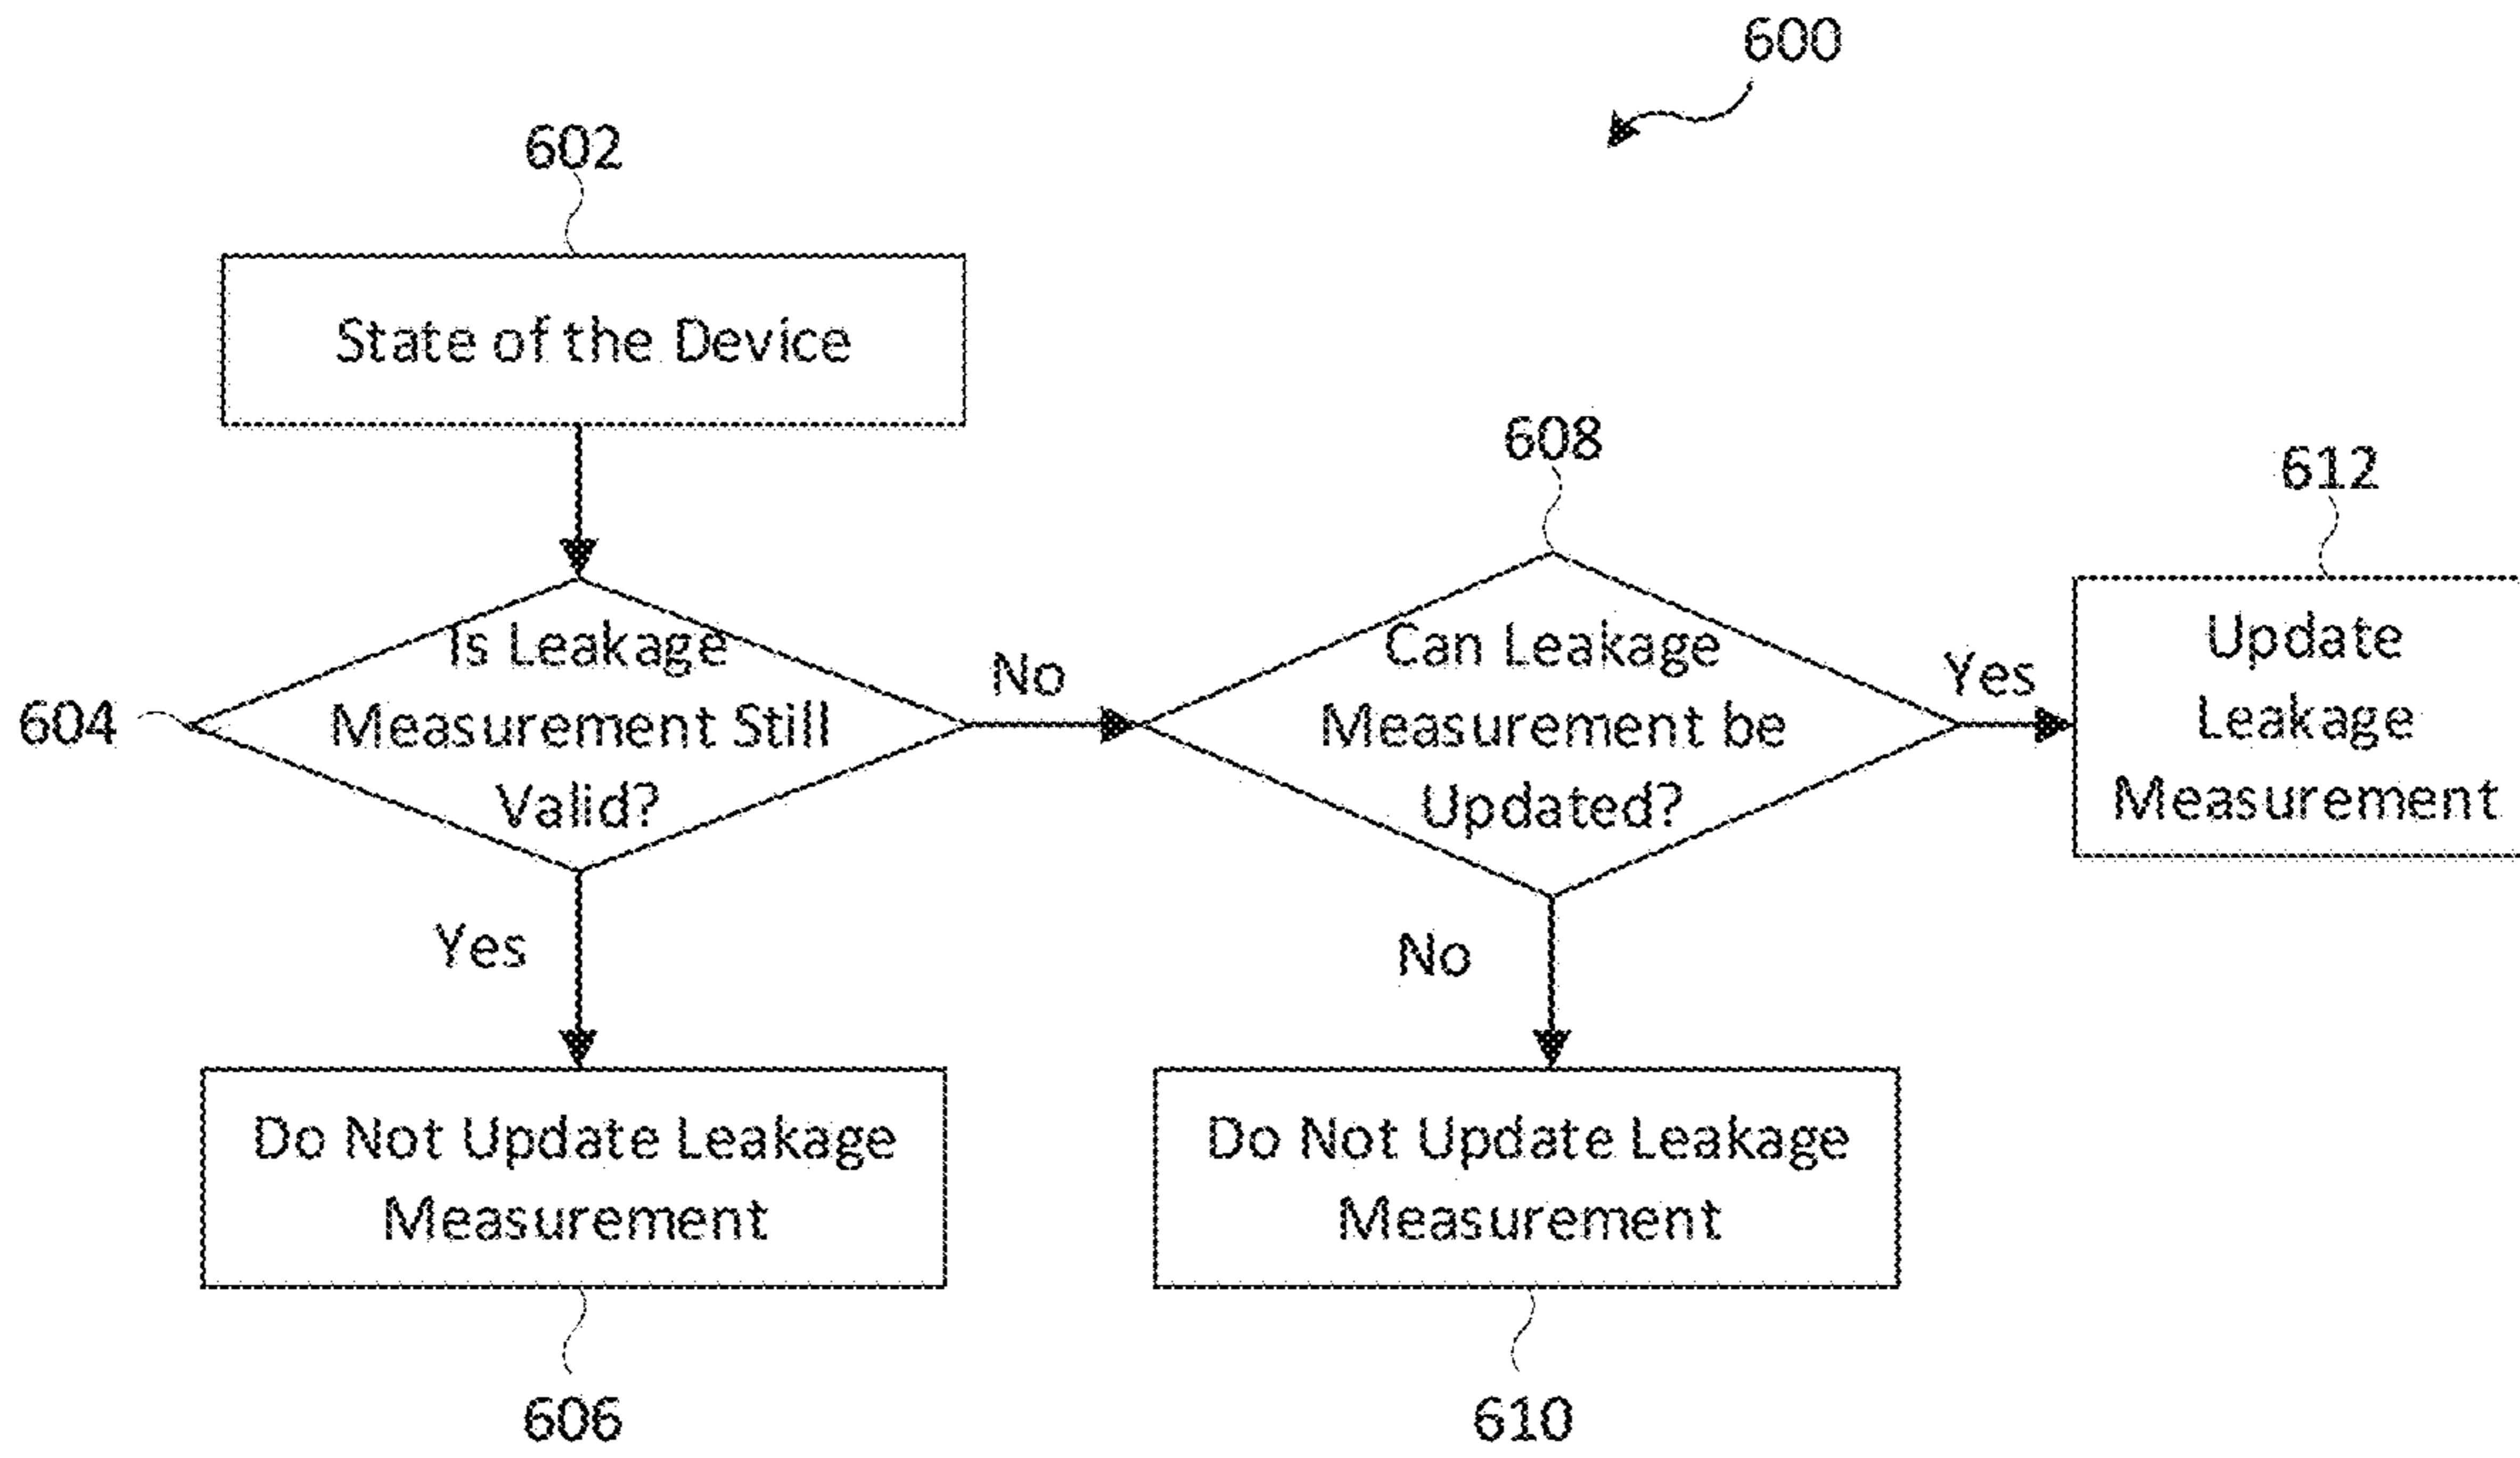 600
602
State of the Device
608
612
604
Is Leakage
Measurement Still
Valid?
No
Can Leakage
Measurement be
Updated?
Yes
Update
Leakage
Measurement
Yes
No
Do Not Update Leakage
Measurement
Do Not Update Leakage
Measurement
606
610